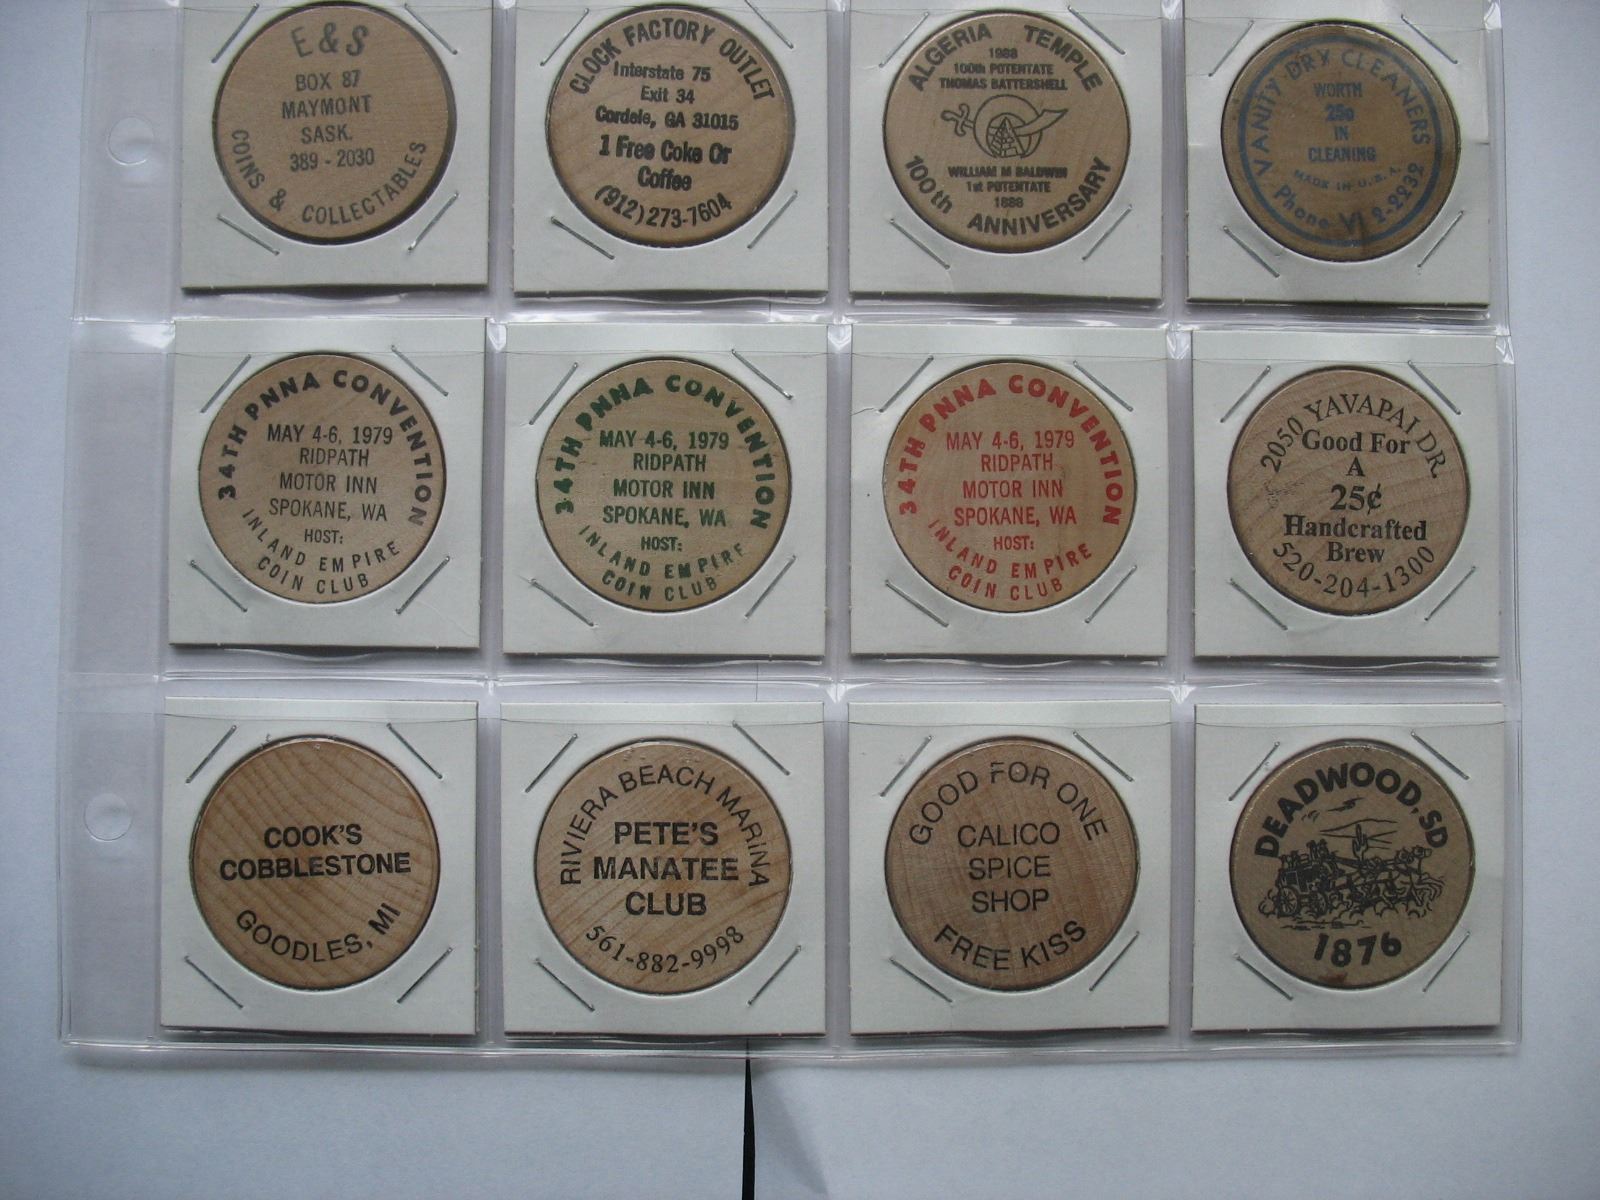 E & S
BOX 87
MAYMONT
SASK.
389 - 2030
COINS & COLLECTABLES
CLOCK FACTORY OUTLET
Interstate 75
Exit 34
Cordele, GA 31015
1 Free Coke Or
Coffee
(912) 273-7604
ALGERIA TEMPLE
1988
100th POTENTATE
THOMAS BATTERSHELL
WILLIAM M BALDWIN
1st POTENTATE
1888
100th ANNIVERSARY
VANITY DRY CLEANERS
WORTH
25¢
IN
CLEANING
MADE IN U.S.A.
Phone VI 2-2232
34TH PNNA CONVENTION
MAY 4-6, 1979
RIDPATH
MOTOR INN
SPOKANE, WA
HOST:
INLAND EMPIRE
COIN CLUB
34TH PNNA CONVENTION
MAY 4-6, 1979
RIDPATH
MOTOR INN
SPOKANE, WA
HOST:
INLAND EMPIRE
COIN CLUB
34TH PNNA CONVENTION
MAY 4-6, 1979
RIDPATH
MOTOR INN
SPOKANE, WA
HOST:
INLAND EMPIRE
COIN CLUB
2050 YAVAPAI DR.
Good For
A
25¢
Handcrafted
Brew
520-204-1300
COOK'S
COBBLESTONE
GOODLES, MI
RIVIERA BEACH MARINA
PETE'S
MANATEE
CLUB
561-882-9998
GOOD FOR ONE
CALICO
SPICE
SHOP
FREE KISS
DEADWOOD, SD
1876